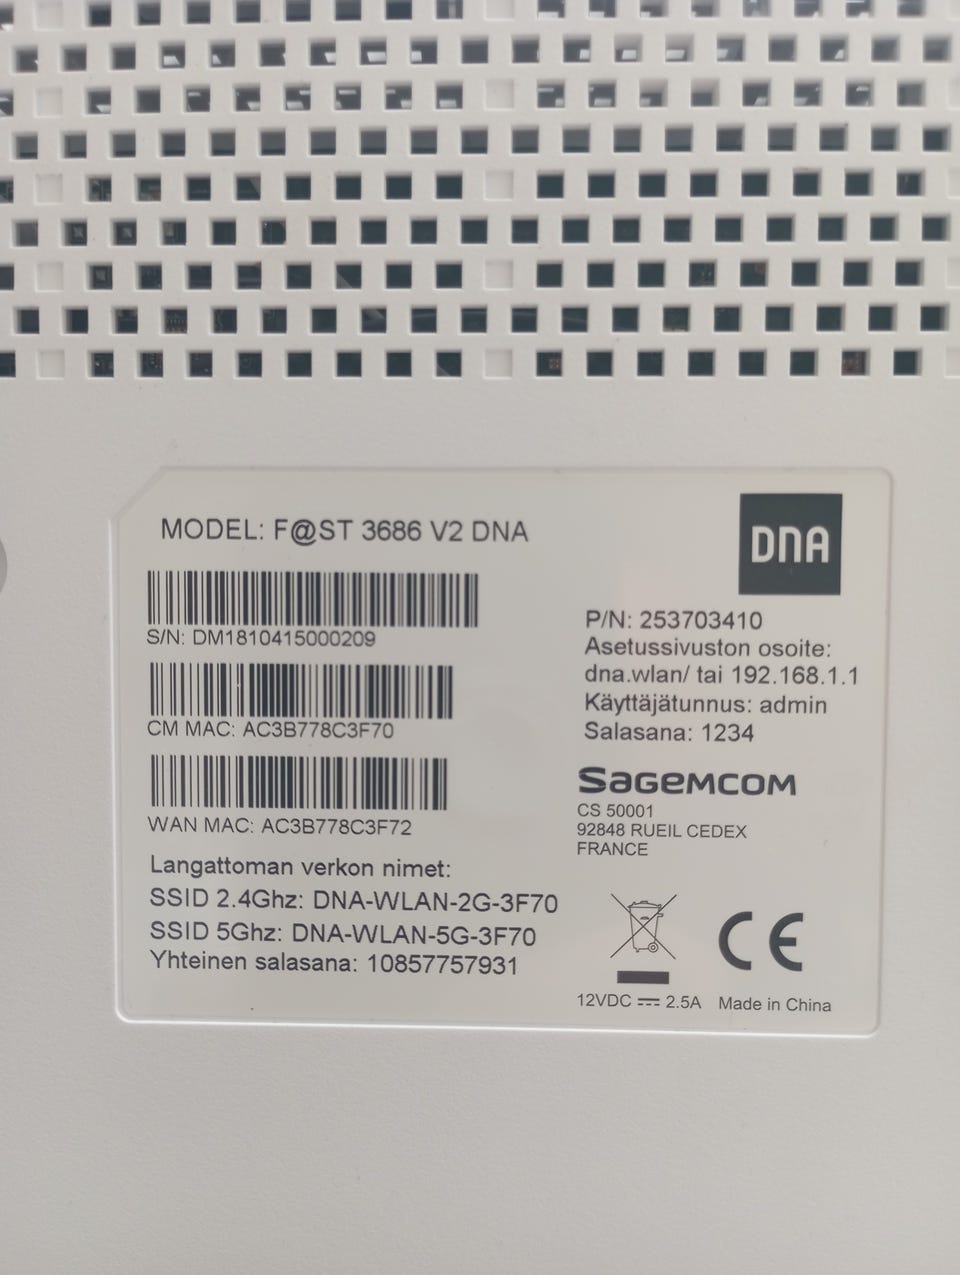 MODEL: F@ST 3686 V2 DNA
DNA
S/N: DM1810415000209
CM MAC: AC3B778C3F70
WAN MAC: AC3B778C3F72
Langattoman verkon nimet:
SSID 2.4Ghz: DNA-WLAN-2G-3F70
SSID 5Ghz: DNA-WLAN-5G-3F70
Yhteinen salasana: 10857757931
P/N: 253703410
Asetussivuston osoite:
dna.wlan/ tai 192.168.1.1
Käyttäjätunnus: admin
Salasana: 1234
SAGEMCOM
CS 50001
92848 RUEIL CEDEX
FRANCE
CE
12VDC ⎓ 2.5A Made in China